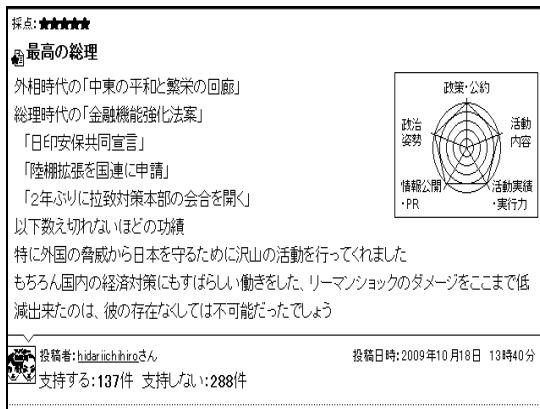 採点:★★★★★
最高の総理
外相時代の「中東の平和と繁栄の回廊」
総理時代の「金融機能強化法案」
「日印安保共同宣言」
「陸棚拡張を国連に申請」
「2年ぶりに拉致対策本部の会合を開く」
以下数え切れないほどの功績
特に外国の脅威から日本を守るために沢山の活動を行ってくれました
もちろん国内の経済対策にもすばらしい働きをした、リーマンショックのダメージをここまで低
減出来たのは、彼の存在なくしては不可能だったでしょう
政策・公約
政治
姿勢
活動
内容
情報公開
・PR
活動実績
・実行力
投稿者:hidariichihiroさん
投稿日時:2009年10月18日 13時40分
支持する:137件 支持しない:288件